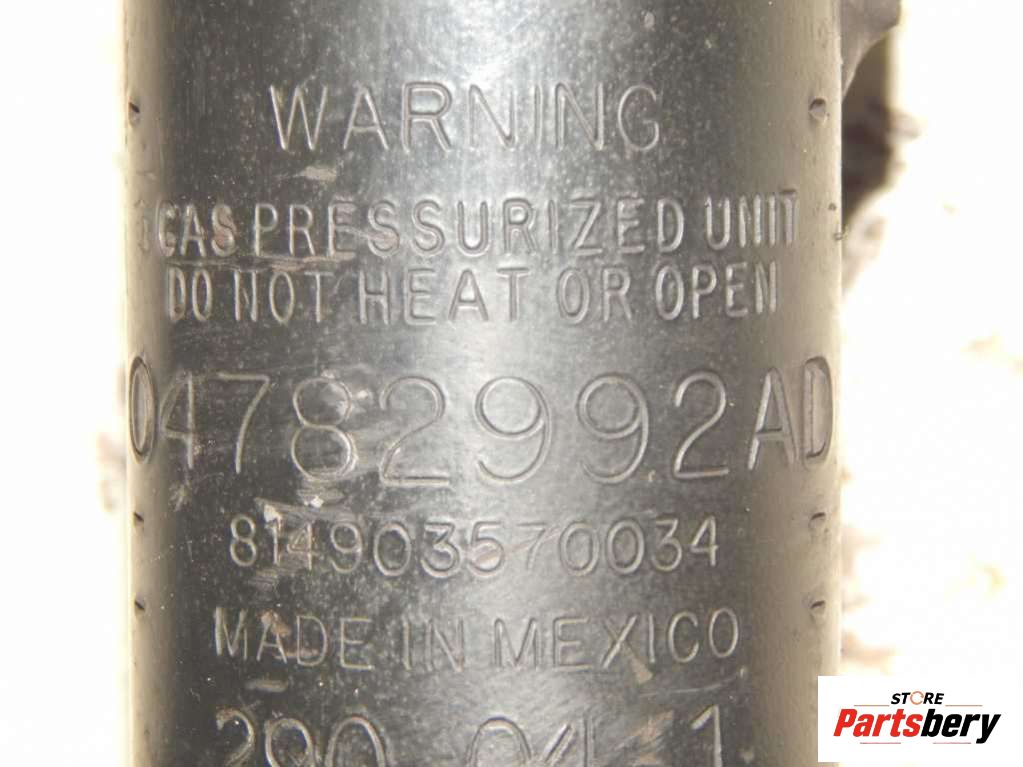 WARNING
GAS PRESSURIZED UNIT
DO NOT HEAT OR OPEN
04782992AD
814903570034
MADE IN MEXICO
STORE
Partsbery